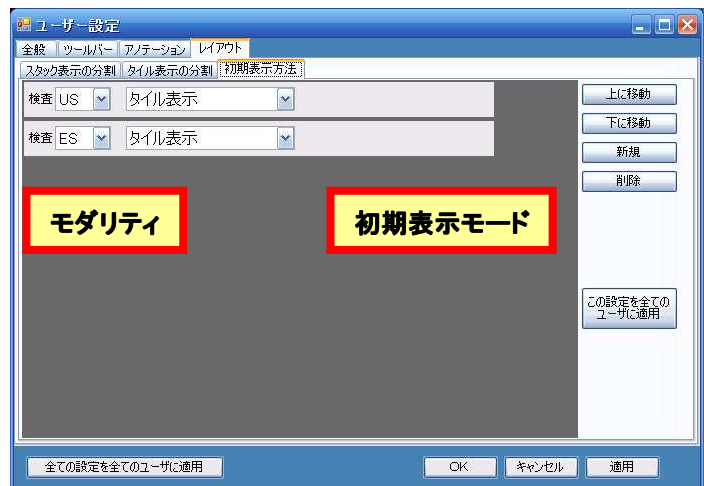 ユーザー設定
全般 ツールバー アノテーション レイアウト
スタック表示の分割 タイル表示の分割 初期表示方法
検査 US タイル表示
検査 ES タイル表示
上に移動
下に移動
新規
削除
モダリティ
初期表示モード
この設定を全ての
ユーザに適用
全ての設定を全てのユーザに適用
OK キャンセル 適用